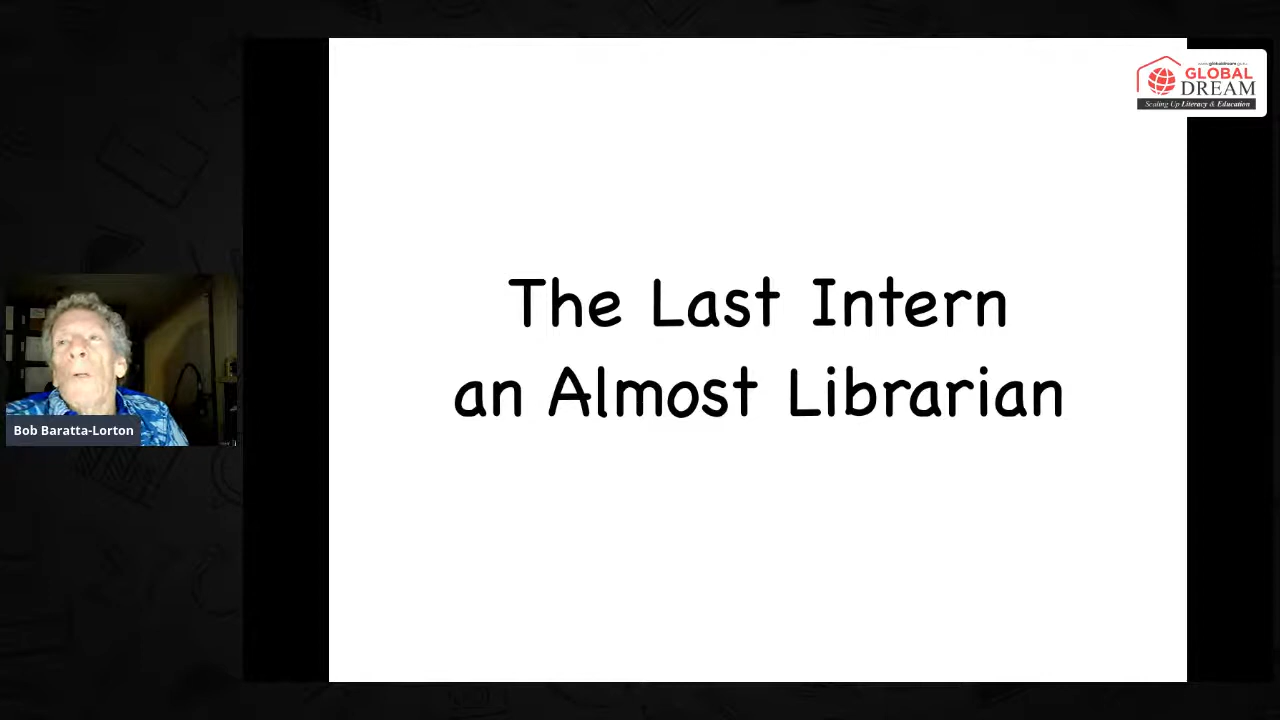 GLOBAL
DREAM
Scaling Up Literacy & Education
The Last Intern
an Almost Librarian
Bob Baratta-Lorton